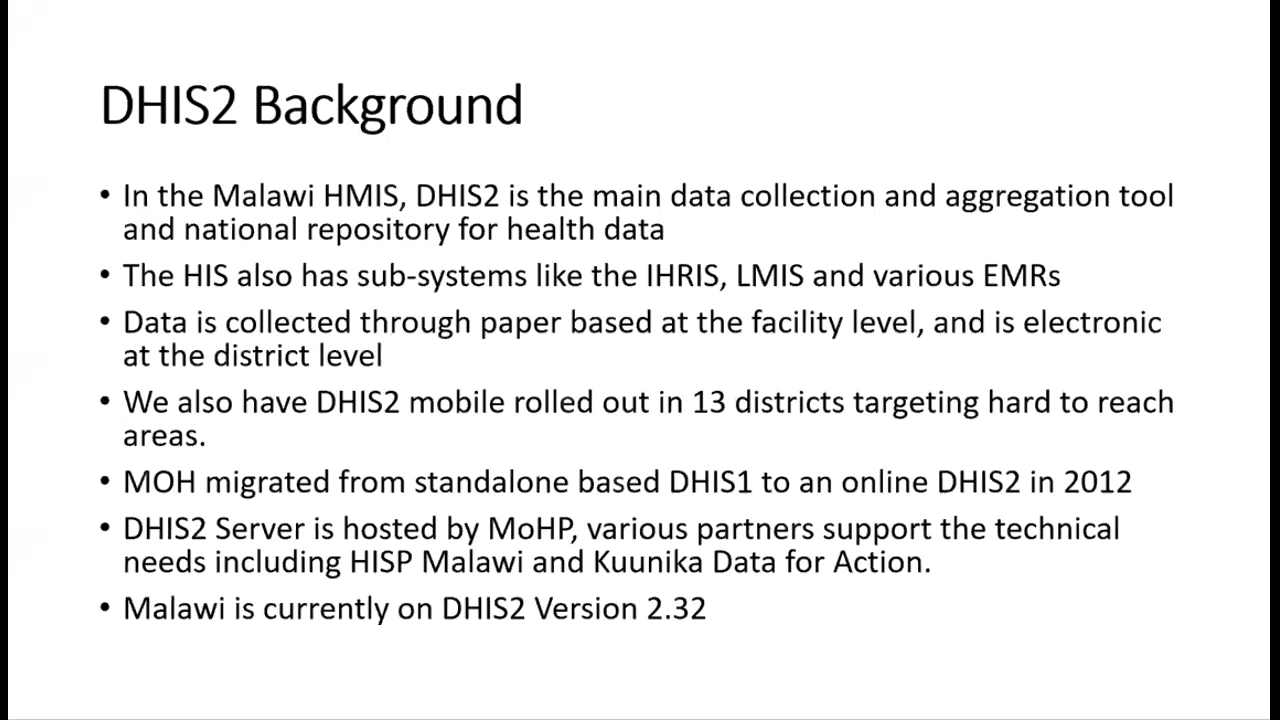 DHIS2 Background
• In the Malawi HMIS, DHIS2 is the main data collection and aggregation tool
and national repository for health data
• The HIS also has sub-systems like the IHRIS, LMIS and various EMRs
• Data is collected through paper based at the facility level, and is electronic
at the district level
• We also have DHIS2 mobile rolled out in 13 districts targeting hard to reach
areas.
• MOH migrated from standalone based DHIS1 to an online DHIS2 in 2012
• DHIS2 Server is hosted by MoHP, various partners support the technical
needs including HISP Malawi and Kuunika Data for Action.
• Malawi is currently on DHIS2 Version 2.32